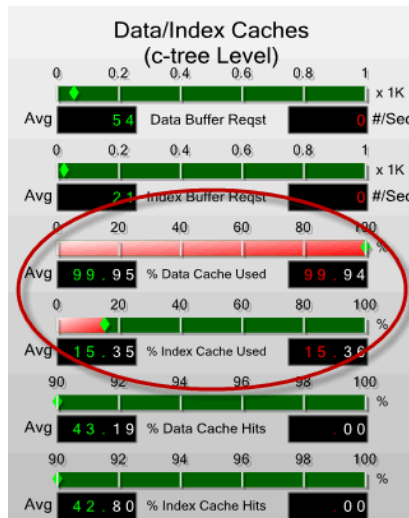 Data/Index Caches
(c-tree Level)
0 0.2 0.4 0.6 0.8 1
x 1K
Avg 54 Data Buffer Reqst 0 #/Sec
0 0.2 0.4 0.6 0.8 1
x 1K
Avg 21 Index Buffer Reqst 0 #/Sec
0 20 40 60 80 100
%
Avg 99.95 % Data Cache Used 99.94
0 20 40 60 80 100
%
Avg 15.35 % Index Cache Used 15.36
90 92 94 96 98 100
%
Avg 43.19 % Data Cache Hits .00
90 92 94 96 98 100
%
Avg 42.80 % Index Cache Hits .00